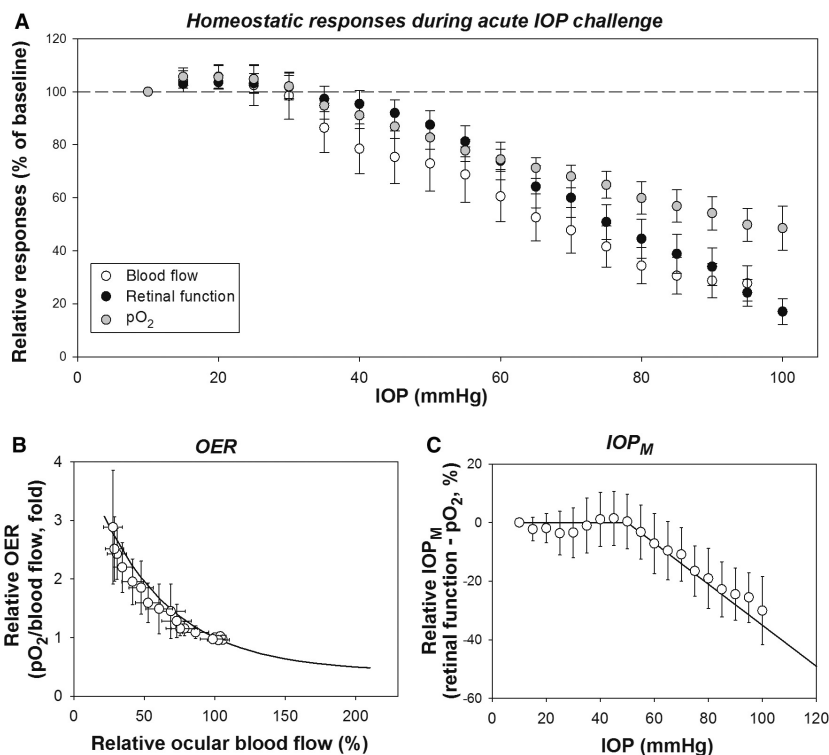 A
Homeostatic responses during acute IOP challenge
Relative responses (% of baseline)
120
100
80
60
40
20
0
Blood flow
Retinal function
pO2
0 20 40 60 80 100
IOP (mmHg)
B
OER
Relative OER
(pO2/blood flow, fold)
4
3
2
1
0
0 50 100 150 200
Relative ocular blood flow (%)
C
IOPM
Relative IOPM
(retinal function - pO2, %)
20
0
-20
-40
-60
0 20 40 60 80 100 120
IOP (mmHg)